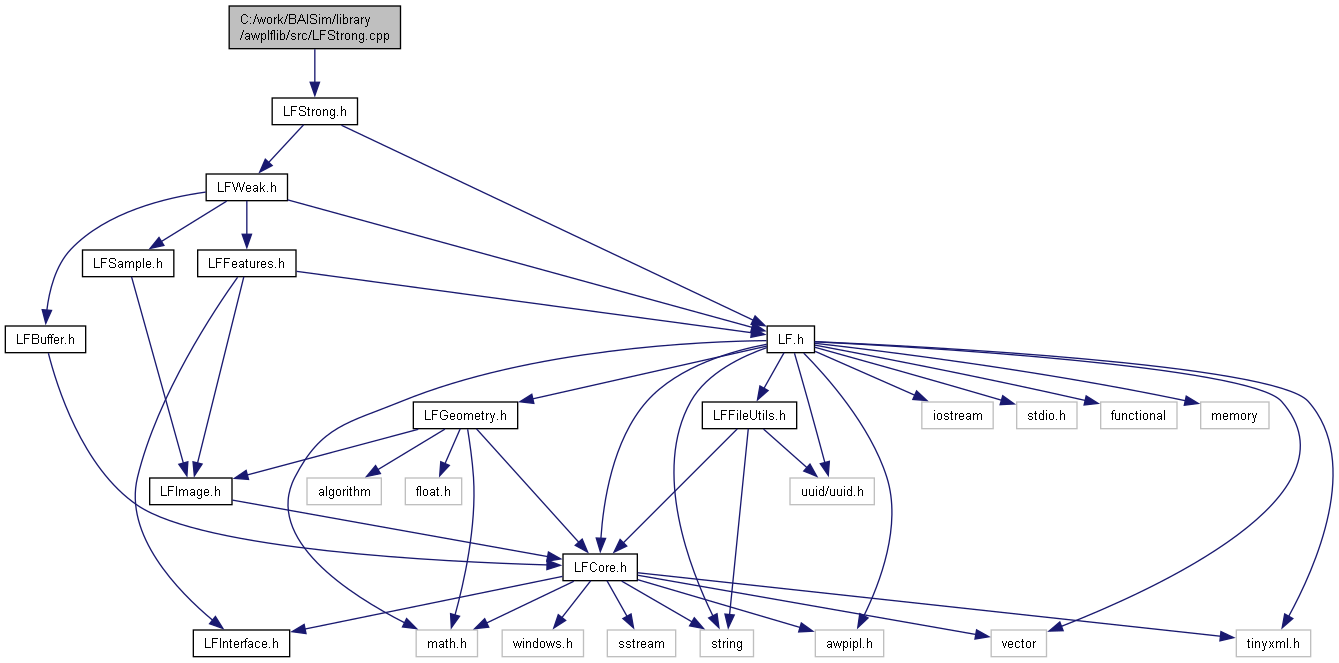 C:/work/BAISim/library
/awplflib/src/LFStrong.cpp
LFStrong.h
LFWeak.h
LFSample.h
LFFeatures.h
LFBuffer.h
LF.h
LFGeometry.h
LFFileUtils.h
iostream
stdio.h
functional
memory
LFImage.h
algorithm
float.h
uuid/uuid.h
LFCore.h
LFInterface.h
math.h
windows.h
sstream
string
awpipl.h
vector
tinyxml.h